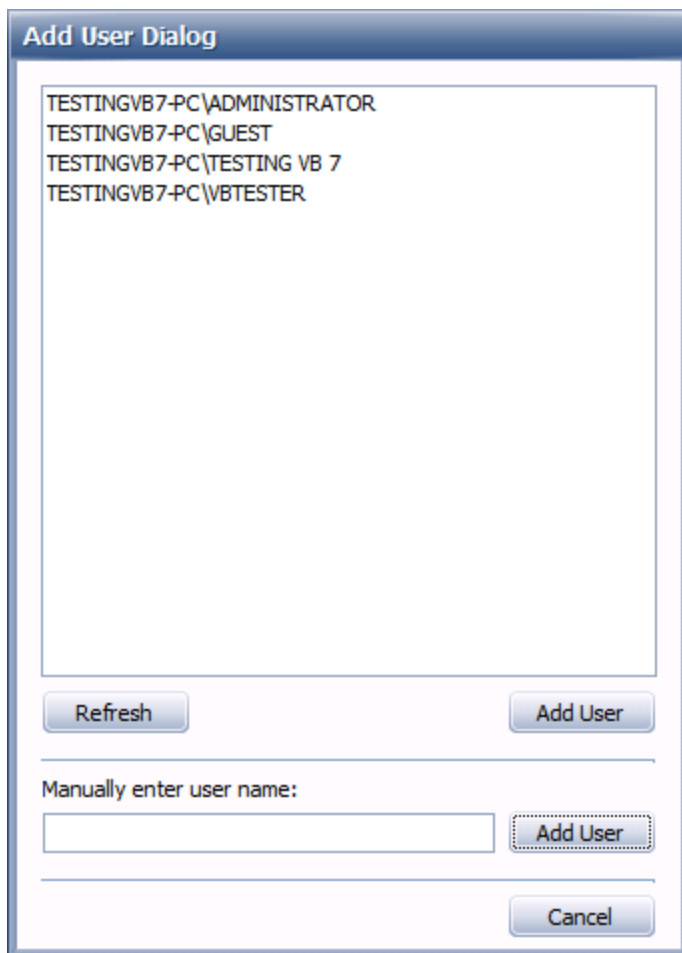 Add User Dialog
TESTINGVB7-PC\ADMINISTRATOR
TESTINGVB7-PC\GUEST
TESTINGVB7-PC\TESTING VB 7
TESTINGVB7-PC\VBTESTER
Refresh
Add User
Manually enter user name:
Add User
Cancel